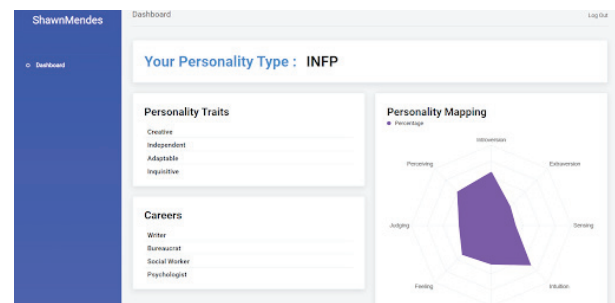 ShawnMendes
Dashboard
Dashboard
Log Out
Your Personality Type : INFP
Personality Traits
Creative
Independent
Adaptable
Inquisitive
Careers
Writer
Bureaucrat
Social Worker
Psychologist
Personality Mapping
Percentage
Introversion
Extraversion
Sensing
Intuition
Feeling
Judging
Perceiving